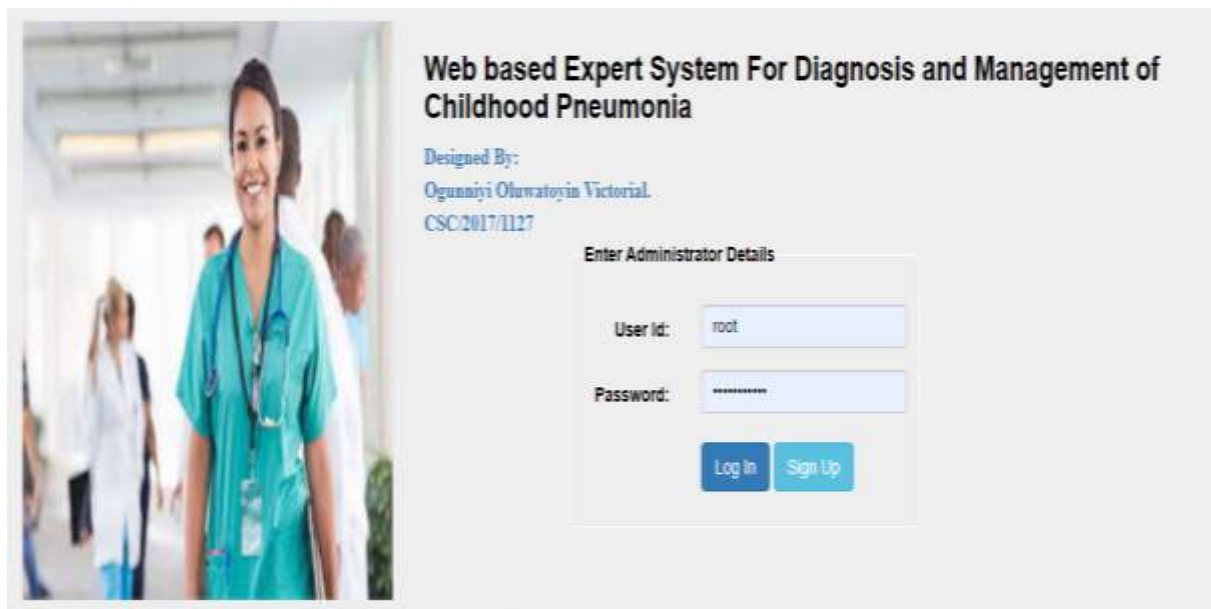 Web based Expert System For Diagnosis and Management of
Childhood Pneumonia
Designed By:
Ogunniyi Oluwatoyin Victorial.
CSC/2017/1127
Enter Administrator Details
User Id:
root
Password:
Log In
Sign Up